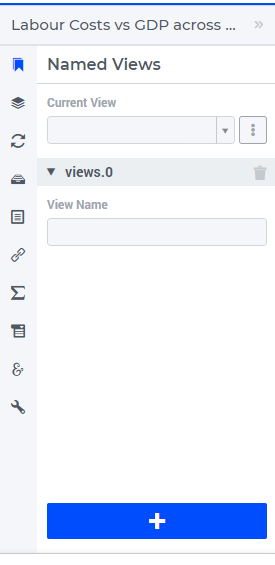 Labour Costs vs GDP across ...
Named Views
Current View
views.0
View Name